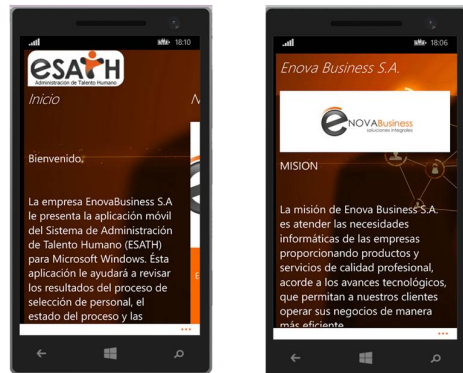 18:10
esATH
Administración de Talento Humano
Inicio
N
Bienvenido.
La empresa EnovaBusiness S.A
le presenta la aplicación móvil
del Sistema de Administración
de Talento Humano (ESATH)
para Microsoft Windows. Ésta
aplicación le ayudará a revisar
los resultados del proceso de
selección de personal, el
estado del proceso y las
E
18:06
Enova Business S.A.
eNOVABusiness
soluciones integrales
MISION
La misión de Enova Business S.A.
es atender las necesidades
informáticas de las empresas
proporcionando productos y
servicios de calidad profesional,
acorde a los avances tecnológicos,
que permitan a nuestros clientes
operar sus negocios de manera
más eficiente